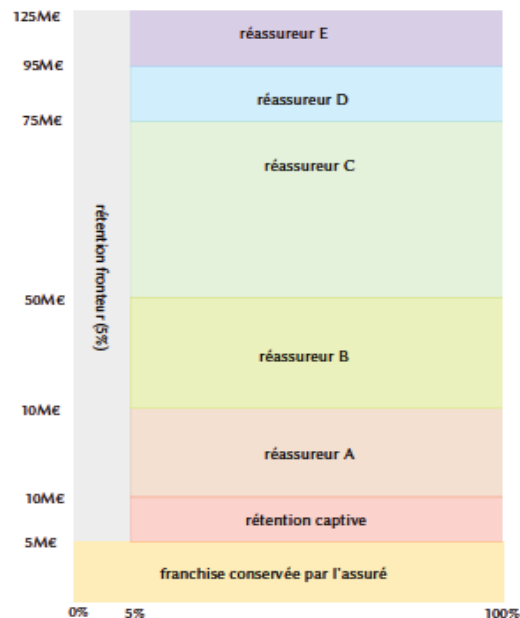 125M€
réassureur E
95M€
réassureur D
75M€
réassureur C
rétention fronteur (5%)
50M€
réassureur B
10M€
réassureur A
10M€
rétention captive
5M€
franchise conservée par l'assuré
0% 5% 100%